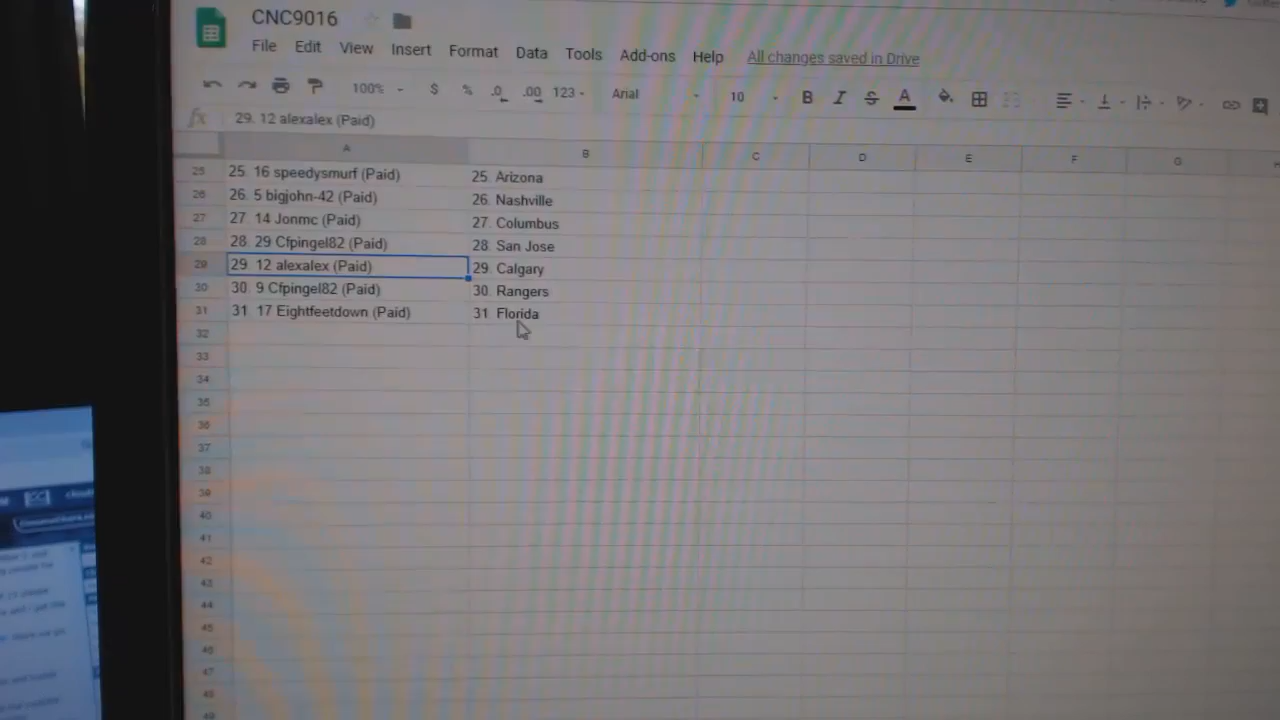 CNC9016
File Edit View Insert Format Data Tools Add-ons Help All changes saved in Drive
100% $ % .0 .00 123 Arial 10 B I S A
fx 29. 12 alexalex (Paid)
A B C D E F G H
25 25. 16 speedysmurf (Paid) 25. Arizona
26 26. 5 bigjohn-42 (Paid) 26. Nashville
27 27. 14 Jonmc (Paid) 27. Columbus
28 28. 29 Cfpingel82 (Paid) 28. San Jose
29 29. 12 alexalex (Paid) 29. Calgary
30 30. 9 Cfpingel82 (Paid) 30. Rangers
31 31 17 Eightfeetdown (Paid) 31 Florida
32
33
34
35
36
37
38
39
40
41
42
43
44
45
46
47
48
49